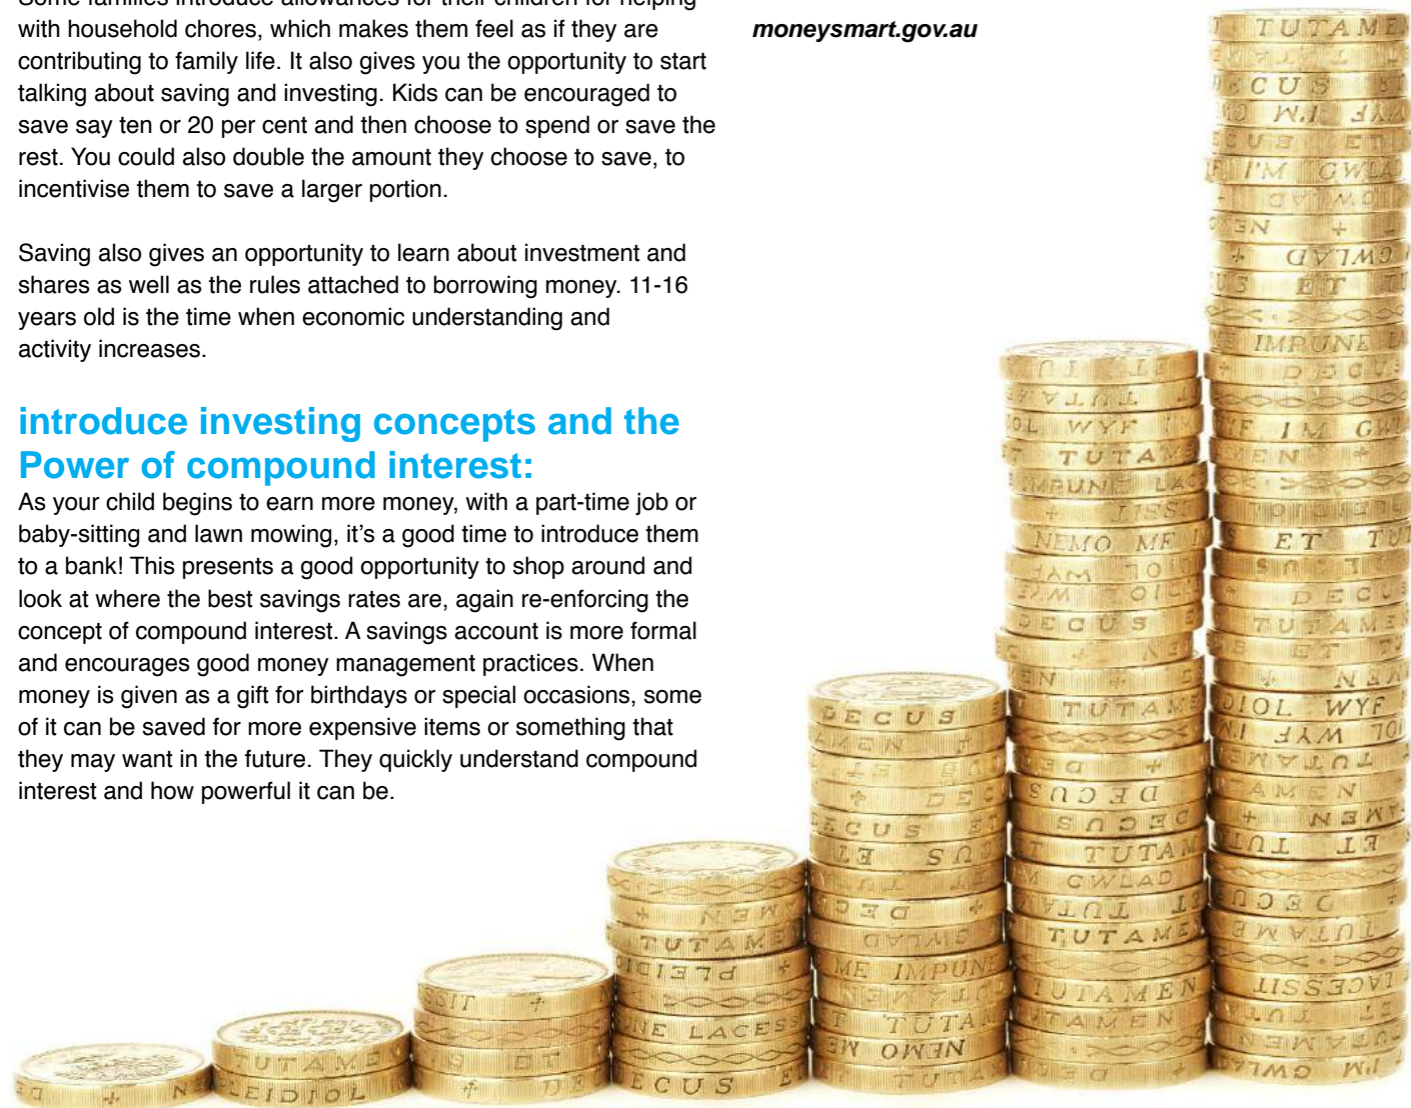 Some families introduce allowances for their children for helping
with household chores, which makes them feel as if they are
contributing to family life. It also gives you the opportunity to start
talking about saving and investing. Kids can be encouraged to
save say ten or 20 per cent and then choose to spend or save the
rest. You could also double the amount they choose to save, to
incentivise them to save a larger portion.
Saving also gives an opportunity to learn about investment and
shares as well as the rules attached to borrowing money. 11-16
years old is the time when economic understanding and
activity increases.
introduce investing concepts and the
Power of compound interest:
As your child begins to earn more money, with a part-time job or
baby-sitting and lawn mowing, it's a good time to introduce them
to a bank! This presents a good opportunity to shop around and
look at where the best savings rates are, again re-enforcing the
concept of compound interest. A savings account is more formal
and encourages good money management practices. When
money is given as a gift for birthdays or special occasions, some
of it can be saved for more expensive items or something that
they may want in the future. They quickly understand compound
interest and how powerful it can be.
moneysmart.gov.au